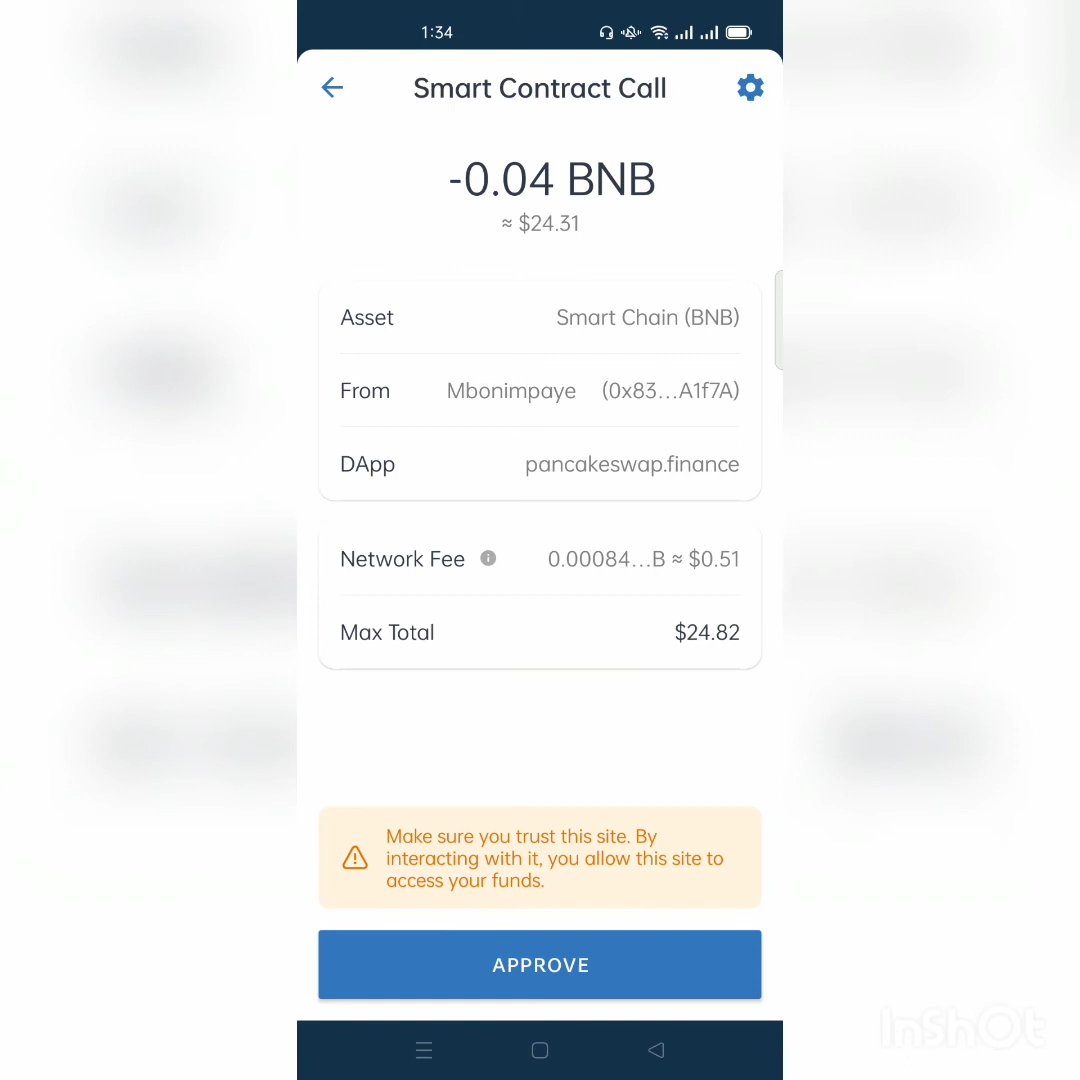 1:34
Smart Contract Call
-0.04 BNB
≈ $24.31
Asset Smart Chain (BNB)
From Mbonimpaye (0x83...A1f7A)
DApp pancakeswap.finance
Network Fee 0.00084...B ≈ $0.51
Max Total $24.82
Make sure you trust this site. By
interacting with it, you allow this site to
access your funds.
APPROVE
InShOt